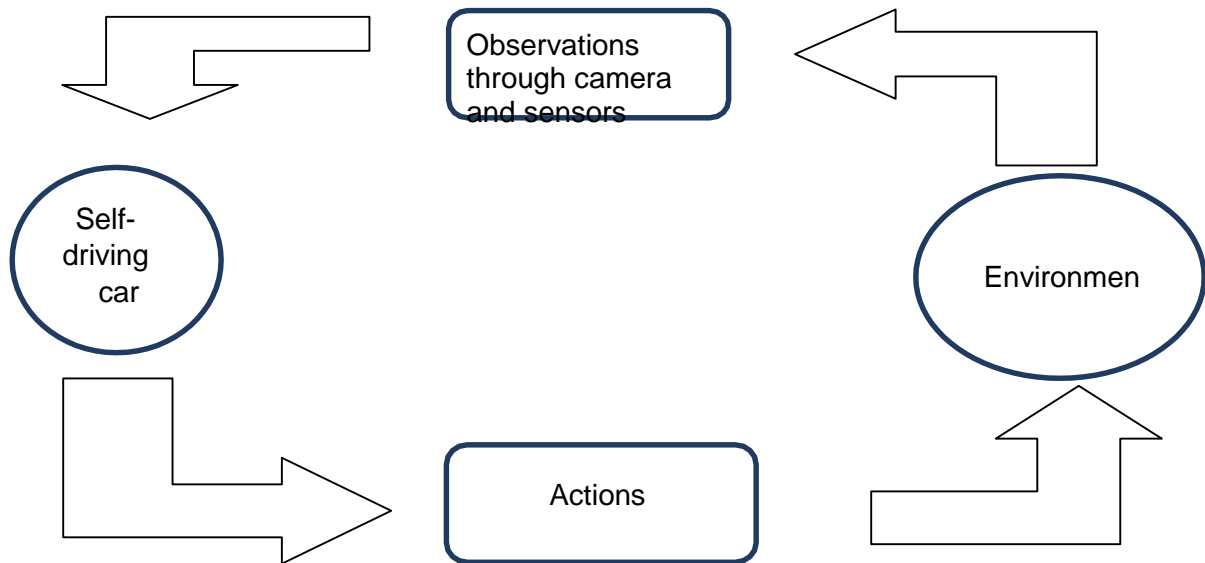 Observations
through camera
and sensors
Self-
driving
car
Environmen
Actions